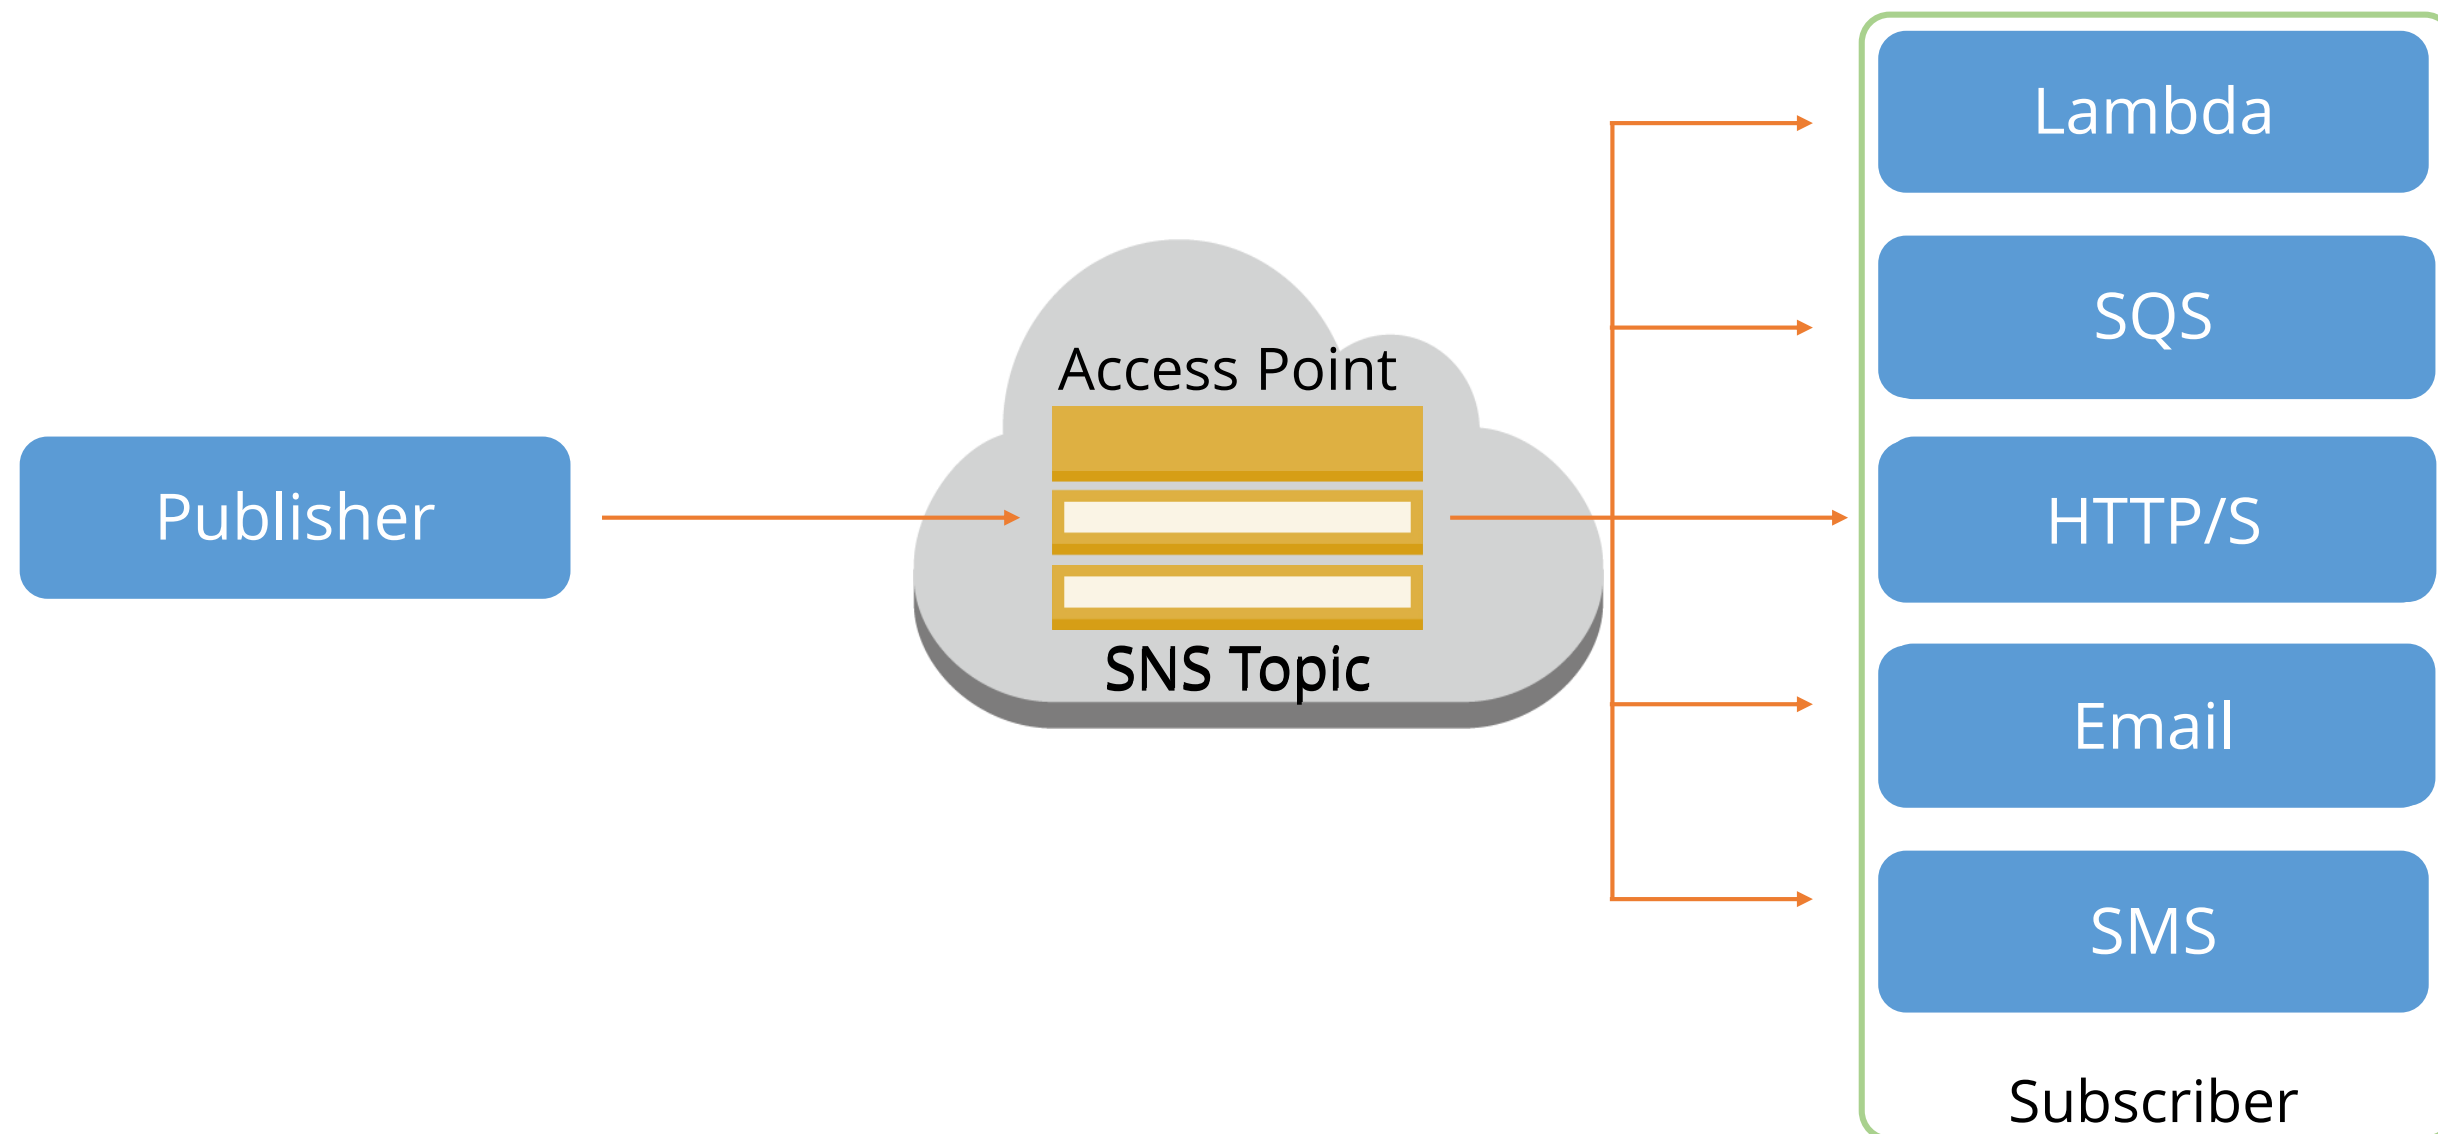 Publisher
Access Point
SNS Topic
Lambda
SQS
HTTP/S
Email
SMS
Subscriber